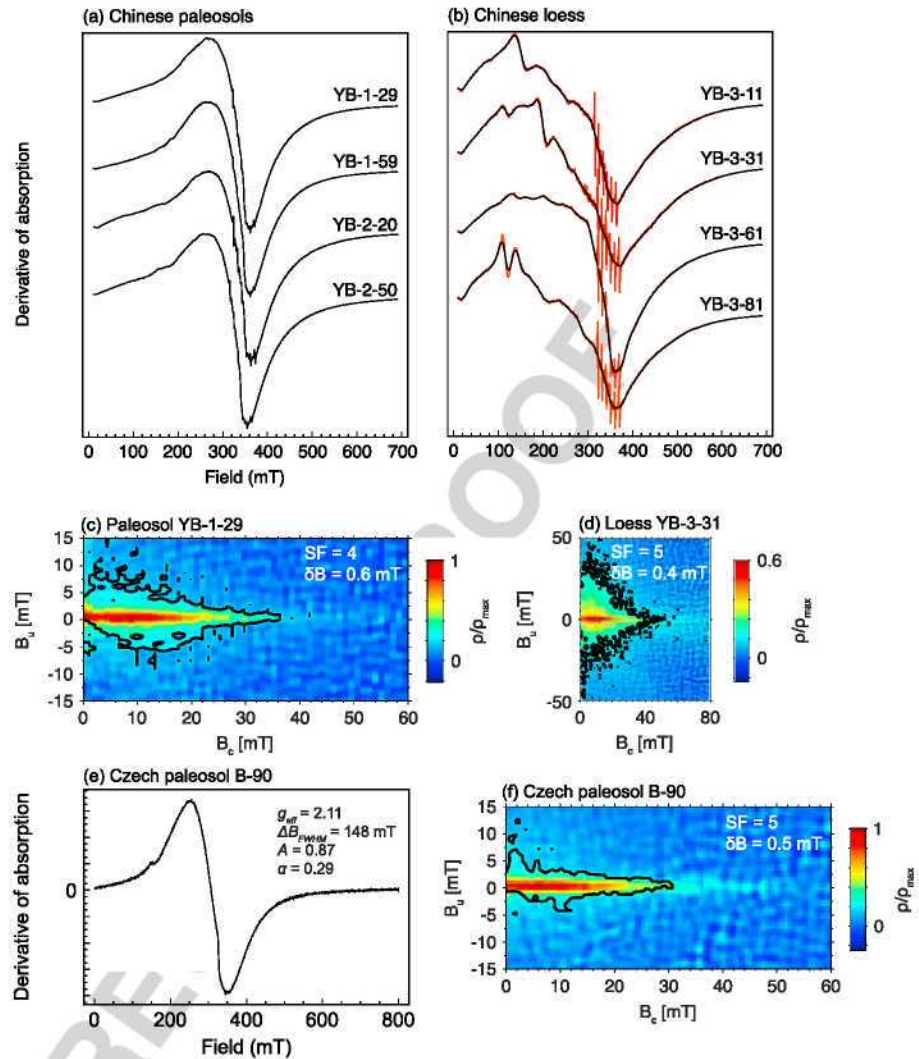 (a) Chinese paleosols
YB-1-29
YB-1-59
YB-2-20
YB-2-50
Derivative of absorption
0 100 200 300 400 500 600 700
Field (mT)
(b) Chinese loess
YB-3-11
YB-3-31
YB-3-61
YB-3-81
0 100 200 300 400 500 600 700
Field (mT)
(c) Paleosol YB-1-29
SF = 4
δB = 0.6 mT
15
10
5
0
-5
-10
-15
B_u [mT]
0 10 20 30 40 50 60
B_c [mT]
1
0
ρ/ρ_max
(d) Loess YB-3-31
SF = 5
δB = 0.4 mT
50
0
-50
B_u [mT]
0 40 80
B_c [mT]
0.6
0
ρ/ρ_max
(e) Czech paleosol B-90
g_eff = 2.11
ΔB_FWHM = 148 mT
A = 0.87
α = 0.29
0
Derivative of absorption
0 200 400 600 800
Field (mT)
(f) Czech paleosol B-90
SF = 5
δB = 0.5 mT
15
10
5
0
-5
-10
-15
B_u [mT]
0 10 20 30 40 50 60
B_c [mT]
1
0
ρ/ρ_max